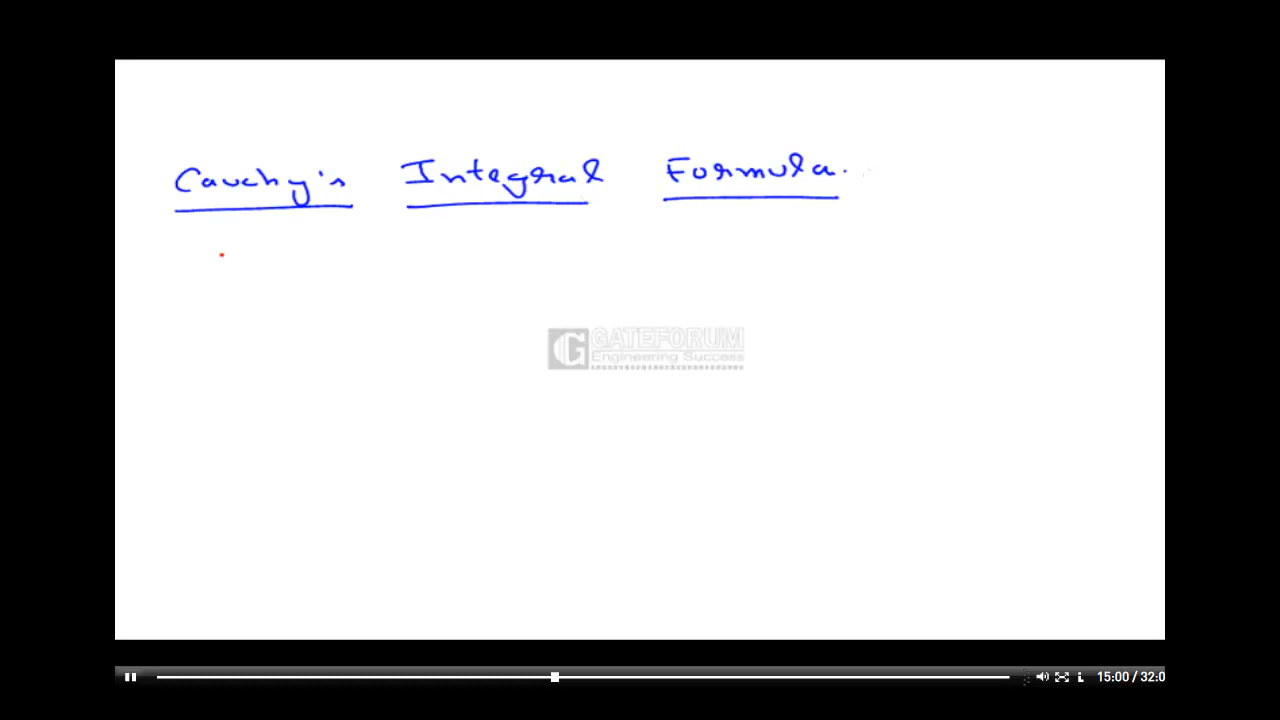 Cauchy's Integral Formula.
GATEFORUM
Engineering Success
15:00 / 32:0